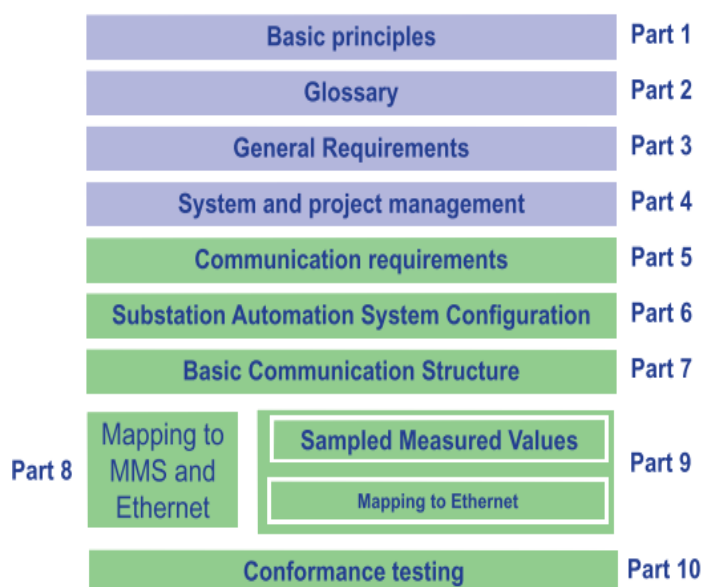 Basic principles Part 1
Glossary Part 2
General Requirements Part 3
System and project management Part 4
Communication requirements Part 5
Substation Automation System Configuration Part 6
Basic Communication Structure Part 7
Part 8
Mapping to
MMS and
Ethernet
Sampled Measured Values
Mapping to Ethernet
Part 9
Conformance testing Part 10